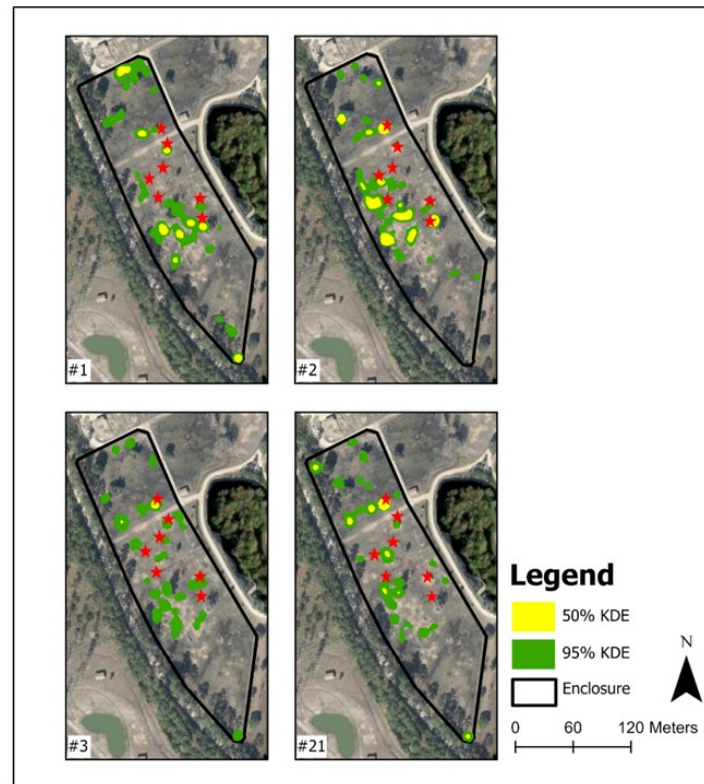 #1
#2
#3
#21
Legend
50% KDE
95% KDE
Enclosure
N
0 60 120 Meters